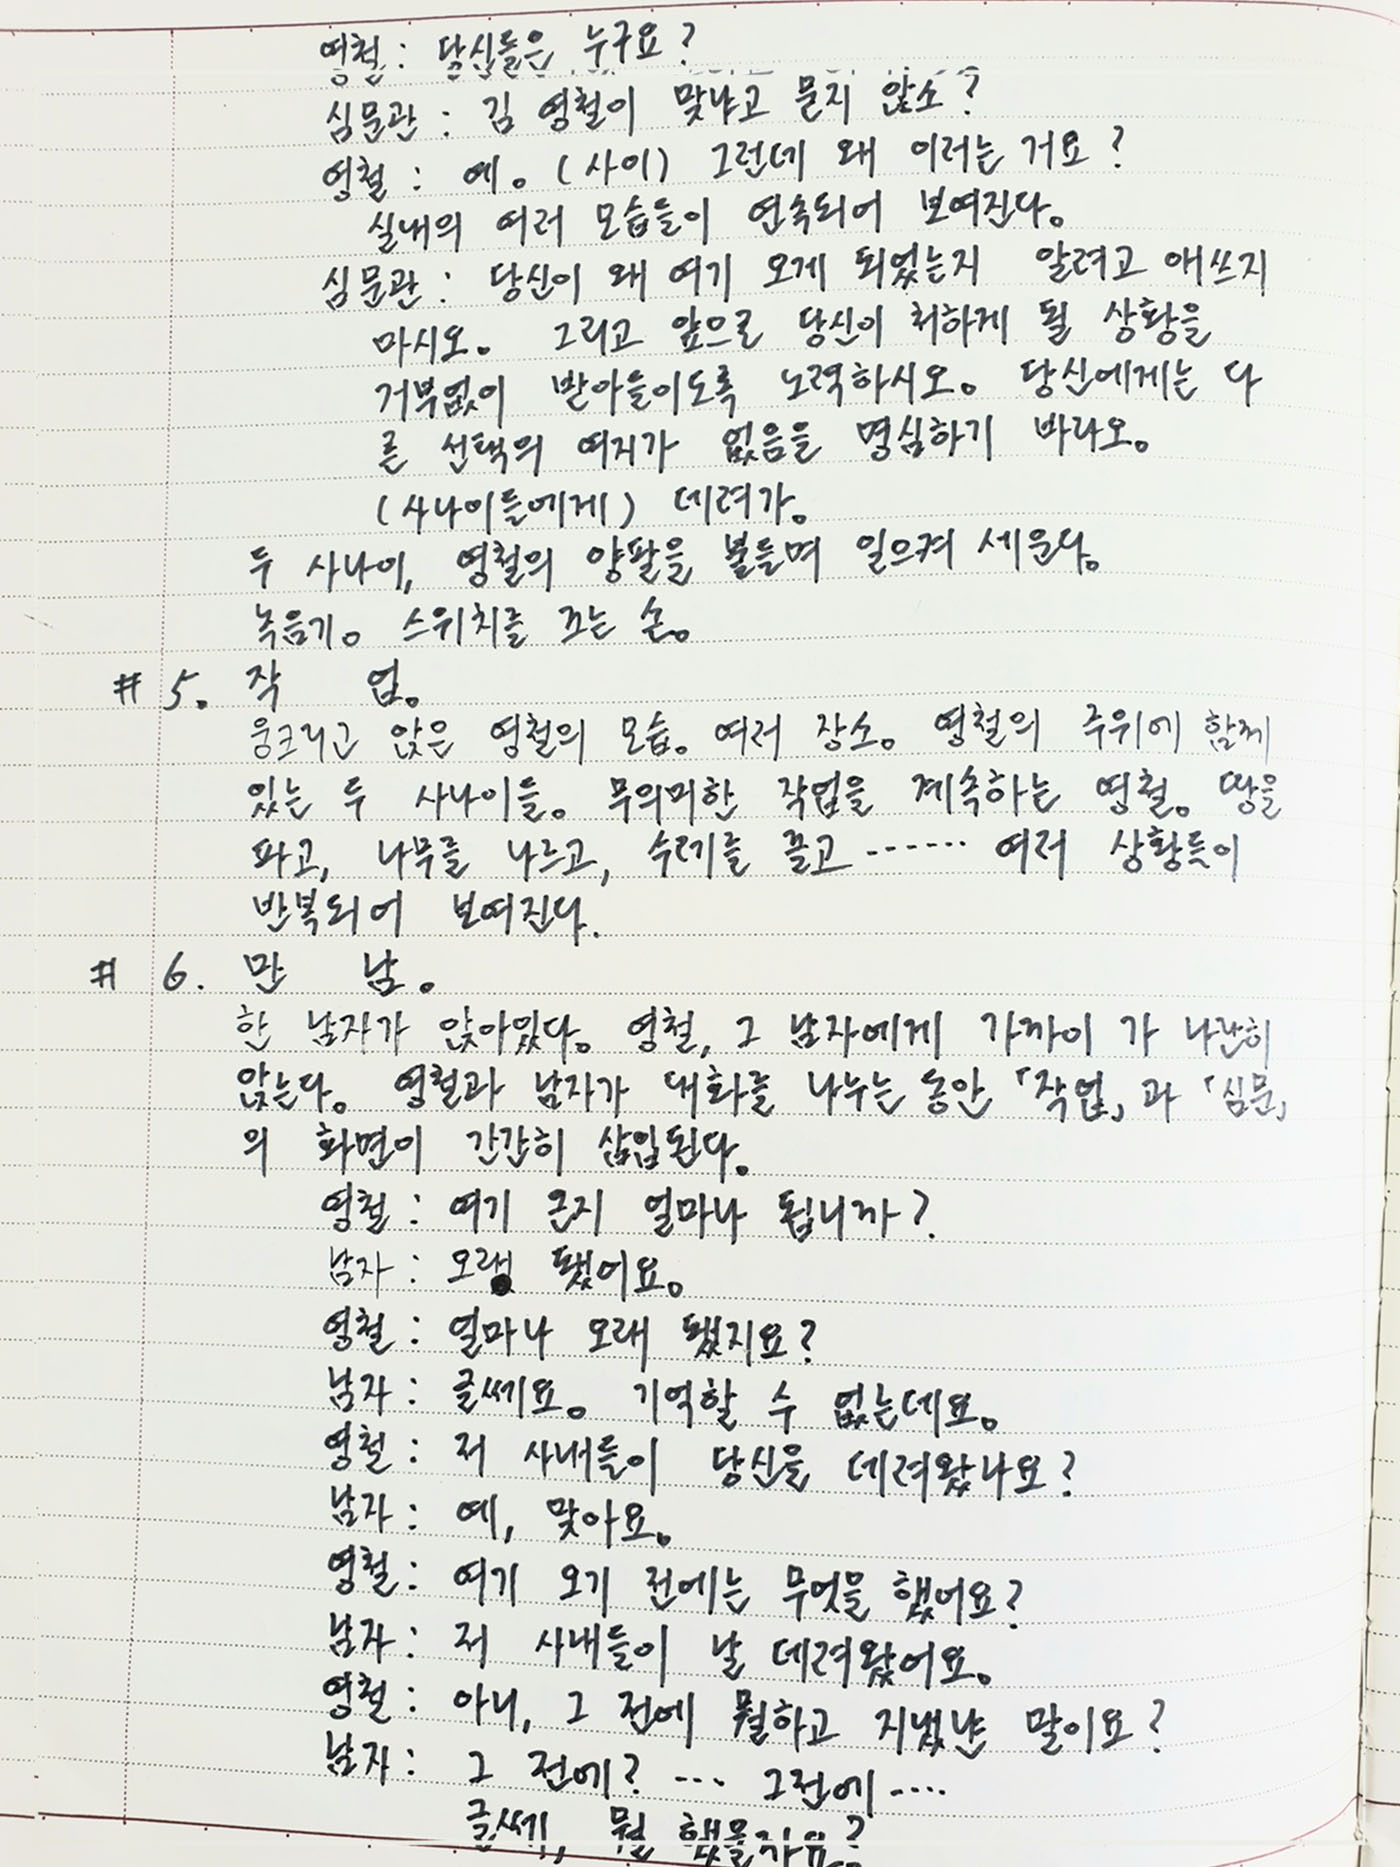 영철 : 당신들은 누구요?
심문관 : 김 영철이 맞냐고 묻지 않소?
영철 : 예。(사이) 그런데 왜 이러는 거요?
실내의 여러 모습들이 연속되어 보여진다。
심문관 : 당신이 왜 여기 오게 되었는지 알려고 애쓰지
마시오。 그리고 앞으로 당신이 처하게 될 상황을
거부없이 받아들이도록 노력하시오。 당신에게는 다
른 선택의 여지가 없음을 명심하기 바라오。
(사나이들에게) 데려가。
두 사나이, 영철의 양팔을 붙들며 일으켜 세운다。
녹음기。 스위치를 끄는 손。
# 5. 작 업。
웅크리고 앉은 영철의 모습。 여러 장소。 영철의 주위에 함께
있는 두 사나이들。 무의미한 작업을 계속하는 영철。 땅을
파고, 나무를 나르고, 수레를 끌고 ------- 여러 상황들이
반복되어 보여진다.
# 6. 만 남。
한 남자가 앉아있다。 영철, 그 남자에게 가까이 가 나란히
앉는다。 영철과 남자가 대화를 나누는 동안 「작업」과 「심문」
의 화면이 간간히 삽입된다。
영철 : 여기 온지 얼마나 됩니까?
남자 : 오래 됐어요。
영철 : 얼마나 오래 됐지요?
남자 : 글쎄요。 기억할 수 없는데요。
영철 : 저 사내들이 당신을 데려왔나요?
남자 : 예, 맞아요。
영철 : 여기 오기 전에는 무엇을 했어요?
남자 : 저 사내들이 날 데려왔어요。
영철 : 아니, 그 전에 뭘하고 지냈냔 말이요?
남자 : 그 전에? --- 그전에 ----
글쎄, 뭘 했을까요?